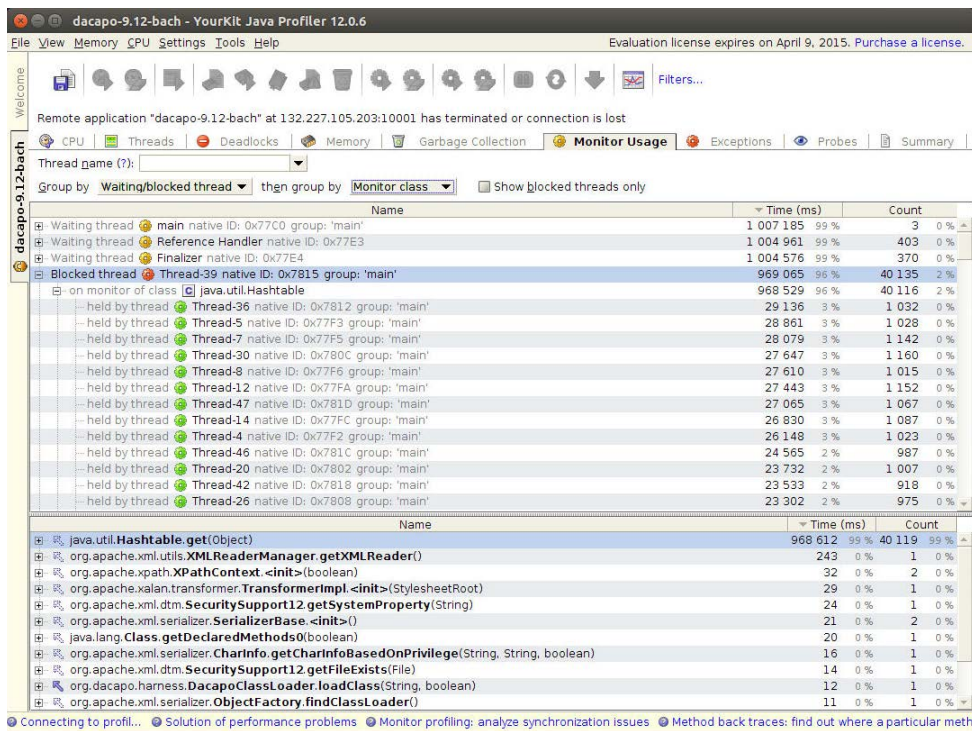 dacapo-9.12-bach - YourKit Java Profiler 12.0.6
File View Memory CPU Settings Tools Help Evaluation license expires on April 9, 2015. Purchase a license.
Welcome
Filters...
Remote application "dacapo-9.12-bach" at 132.227.105.203:10001 has terminated or connection is lost
dacapo-9.12-bach
CPU Threads Deadlocks Memory Garbage Collection Monitor Usage Exceptions Probes Summary
Thread name (?):
Group by Waiting/blocked thread then group by Monitor class Show blocked threads only
Name Time (ms) Count
Waiting thread main native ID: 0x77C0 group: 'main' 1 007 185 99 % 3 0 %
Waiting thread Reference Handler native ID: 0x77E3 1 004 961 99 % 403 0 %
Waiting thread Finalizer native ID: 0x77E4 1 004 576 99 % 370 0 %
Blocked thread Thread-39 native ID: 0x7815 group: 'main' 969 065 96 % 40 135 2 %
on monitor of class java.util.Hashtable 968 529 96 % 40 116 2 %
held by thread Thread-36 native ID: 0x7812 group: 'main' 29 136 3 % 1 032 0 %
held by thread Thread-5 native ID: 0x77F3 group: 'main' 28 861 3 % 1 028 0 %
held by thread Thread-7 native ID: 0x77F5 group: 'main' 28 079 3 % 1 142 0 %
held by thread Thread-30 native ID: 0x780C group: 'main' 27 647 3 % 1 160 0 %
held by thread Thread-8 native ID: 0x77F6 group: 'main' 27 610 3 % 1 015 0 %
held by thread Thread-12 native ID: 0x77FA group: 'main' 27 443 3 % 1 152 0 %
held by thread Thread-47 native ID: 0x781D group: 'main' 27 065 3 % 1 067 0 %
held by thread Thread-14 native ID: 0x77FC group: 'main' 26 830 3 % 1 087 0 %
held by thread Thread-4 native ID: 0x77F2 group: 'main' 26 148 3 % 1 023 0 %
held by thread Thread-46 native ID: 0x781C group: 'main' 24 565 2 % 987 0 %
held by thread Thread-20 native ID: 0x7802 group: 'main' 23 732 2 % 1 007 0 %
held by thread Thread-42 native ID: 0x7818 group: 'main' 23 533 2 % 918 0 %
held by thread Thread-26 native ID: 0x7808 group: 'main' 23 302 2 % 975 0 %
Name Time (ms) Count
java.util.Hashtable.get(Object) 968 612 99 % 40 119 99 %
org.apache.xml.utils.XMLReaderManager.getXMLReader() 243 0 % 1 0 %
org.apache.xpath.XPathContext.<init>(boolean) 32 0 % 2 0 %
org.apache.xalan.transformer.TransformerImpl.<init>(StylesheetRoot) 29 0 % 1 0 %
org.apache.xml.dtm.SecuritySupport12.getSystemProperty(String) 24 0 % 1 0 %
org.apache.xml.serializer.SerializerBase.<init>() 21 0 % 2 0 %
java.lang.Class.getDeclaredMethods0(boolean) 20 0 % 1 0 %
org.apache.xml.serializer.CharInfo.getCharInfoBasedOnPrivilege(String, String, boolean) 16 0 % 1 0 %
org.apache.xml.dtm.SecuritySupport12.getFileExists(File) 14 0 % 1 0 %
org.dacapo.harness.DacapoClassLoader.loadClass(String, boolean) 12 0 % 1 0 %
org.apache.xml.serializer.ObjectFactory.findClassLoader() 11 0 % 1 0 %
Connecting to profil... Solution of performance problems Monitor profiling: analyze synchronization issues Method back traces: find out where a particular meth